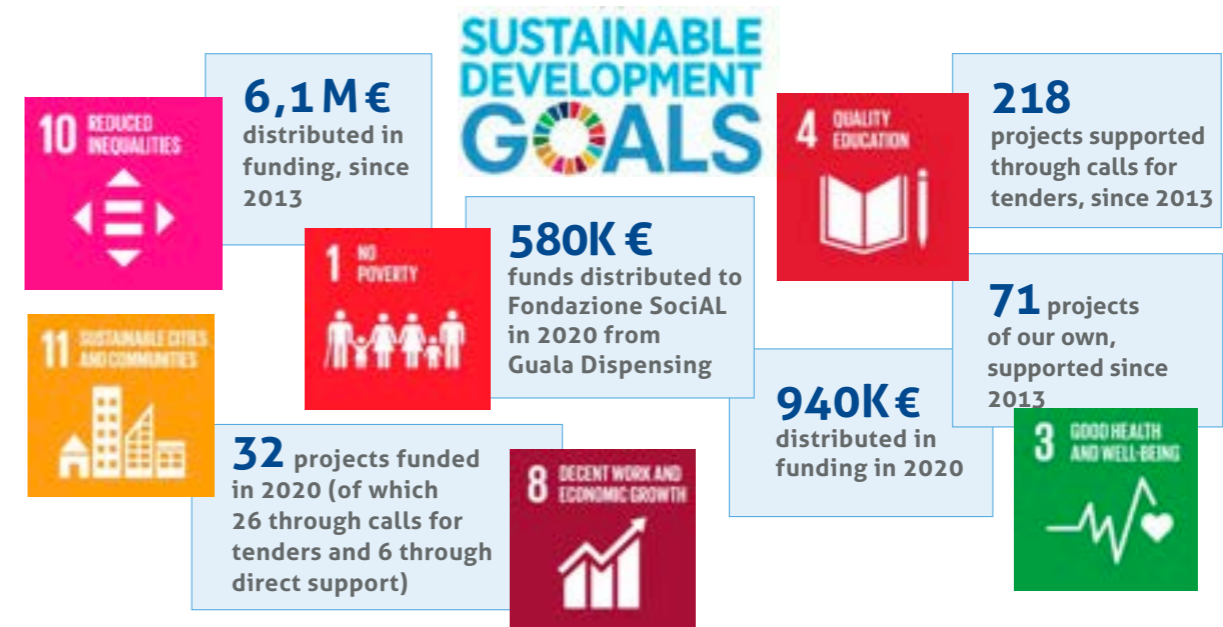 SUSTAINABLE
DEVELOPMENT
GOALS
10 REDUCED
INEQUALITIES
6,1 M €
distributed in
funding, since
2013
4 QUALITY
EDUCATION
218
projects supported
through calls for
tenders, since 2013
1 NO
POVERTY
580K €
funds distributed to
Fondazione SociAL
in 2020 from
Guala Dispensing
71 projects
of our own,
supported since
2013
11 SUSTAINABLE CITIES
AND COMMUNITIES
940K €
distributed in
funding in 2020
3 GOOD HEALTH
AND WELL-BEING
32 projects funded
in 2020 (of which
26 through calls for
tenders and 6 through
direct support)
8 DECENT WORK AND
ECONOMIC GROWTH